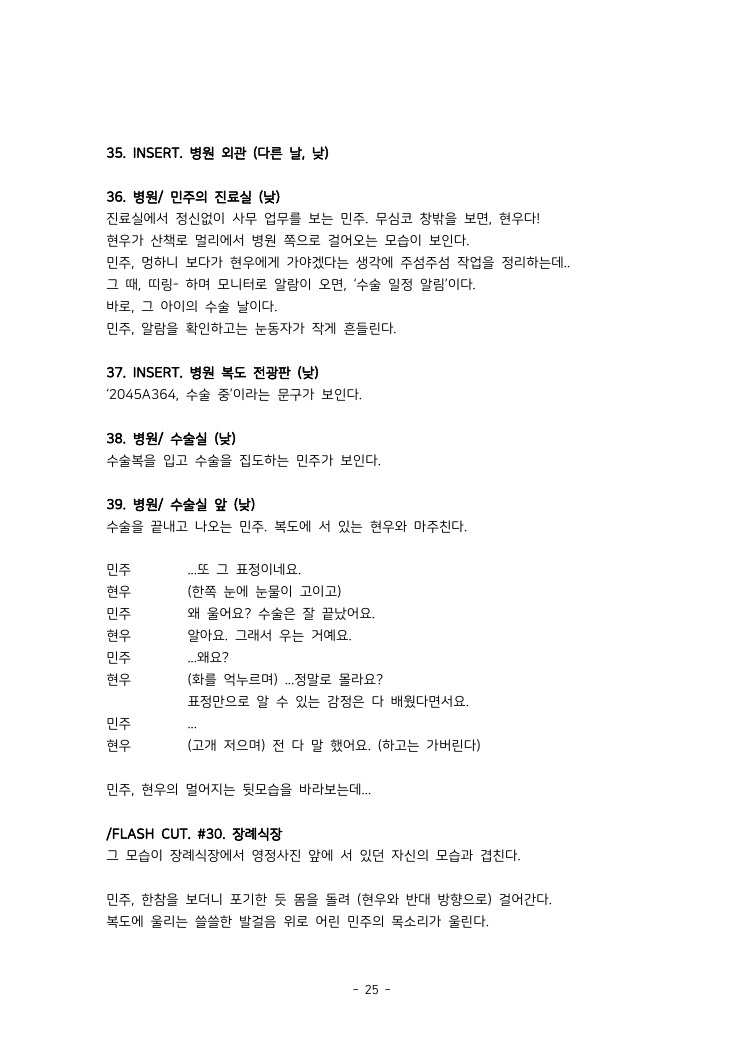 35. INSERT. 병원 외관 (다른 날, 낮)
36. 병원/ 민주의 진료실 (낮)
진료실에서 정신없이 사무 업무를 보는 민주. 무심코 창밖을 보면, 현우다!
현우가 산책로 멀리에서 병원 쪽으로 걸어오는 모습이 보인다.
민주, 멍하니 보다가 현우에게 가야겠다는 생각에 주섬주섬 작업을 정리하는데..
그 때, 띠링- 하며 모니터로 알람이 오면, '수술 일정 알림'이다.
바로, 그 아이의 수술 날이다.
민주, 알람을 확인하고는 눈동자가 작게 흔들린다.
37. INSERT. 병원 복도 전광판 (낮)
'2045A364, 수술 중'이라는 문구가 보인다.
38. 병원/ 수술실 (낮)
수술복을 입고 수술을 집도하는 민주가 보인다.
39. 병원/ 수술실 앞 (낮)
수술을 끝내고 나오는 민주. 복도에 서 있는 현우와 마주친다.
민주 ...또 그 표정이네요.
현우 (한쪽 눈에 눈물이 고이고)
민주 왜 울어요? 수술은 잘 끝났어요.
현우 알아요. 그래서 우는 거예요.
민주 ...왜요?
현우 (화를 억누르며) ...정말로 몰라요?
표정만으로 알 수 있는 감정은 다 배웠다면서요.
민주 ...
현우 (고개 저으며) 전 다 말 했어요. (하고는 가버린다)
민주, 현우의 멀어지는 뒷모습을 바라보는데...
/FLASH CUT. #30. 장례식장
그 모습이 장례식장에서 영정사진 앞에 서 있던 자신의 모습과 겹친다.
민주, 한참을 보더니 포기한 듯 몸을 돌려 (현우와 반대 방향으로) 걸어간다.
복도에 울리는 쓸쓸한 발걸음 위로 어린 민주의 목소리가 울린다.
- 25 -